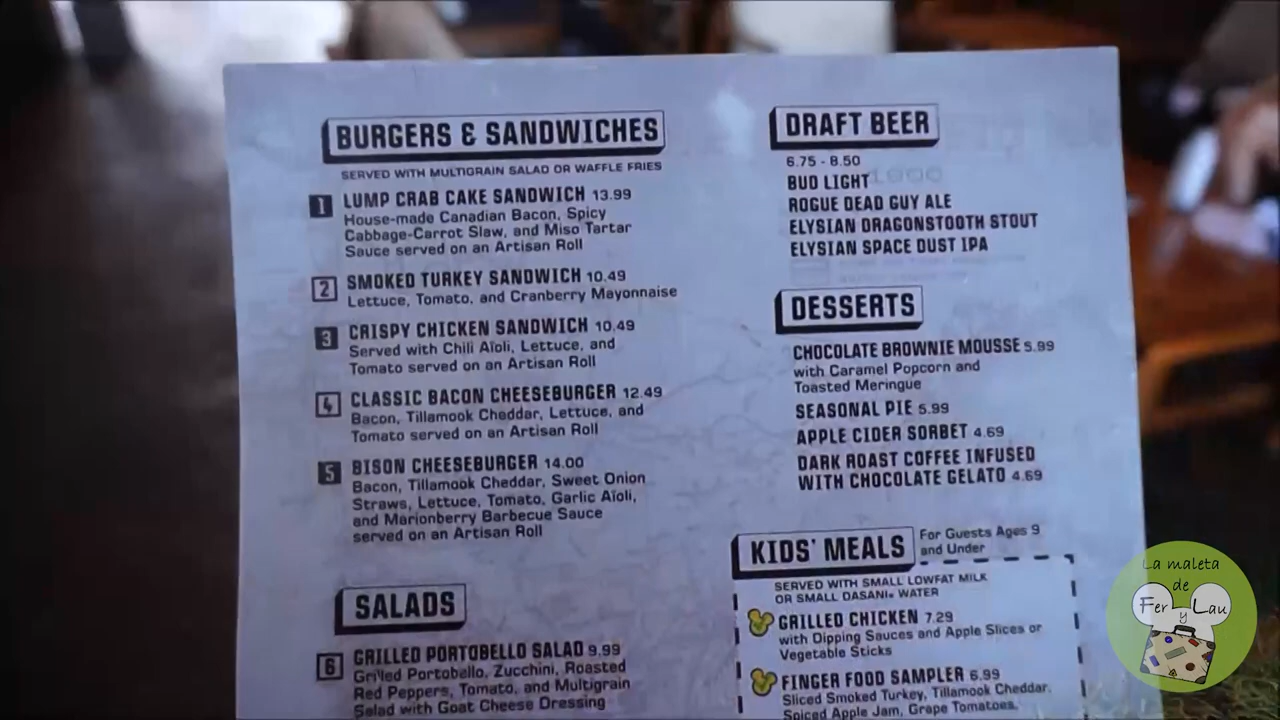 BURGERS & SANDWICHES
SERVED WITH MULTIGRAIN SALAD OR WAFFLE FRIES
1 LUMP CRAB CAKE SANDWICH 13.99
House-made Canadian Bacon, Spicy
Cabbage-Carrot Slaw, and Miso Tartar
Sauce served on an Artisan Roll
2 SMOKED TURKEY SANDWICH 10.49
Lettuce, Tomato, and Cranberry Mayonnaise
3 CRISPY CHICKEN SANDWICH 10.49
Served with Chili Aïoli, Lettuce, and
Tomato served on an Artisan Roll
4 CLASSIC BACON CHEESEBURGER 12.49
Bacon, Tillamook Cheddar, Lettuce, and
Tomato served on an Artisan Roll
5 BISON CHEESEBURGER 14.00
Bacon, Tillamook Cheddar, Sweet Onion
Straws, Lettuce, Tomato, Garlic Aïoli,
and Marionberry Barbecue Sauce
served on an Artisan Roll
SALADS
6 GRILLED PORTOBELLO SALAD 9.99
Grilled Portobello, Zucchini, Roasted
Red Peppers, Tomato, and Multigrain
Salad with Goat Cheese Dressing
DRAFT BEER
6.75 - 8.50
BUD LIGHT
ROGUE DEAD GUY ALE
ELYSIAN DRAGONSTOOTH STOUT
ELYSIAN SPACE DUST IPA
DESSERTS
CHOCOLATE BROWNIE MOUSSE 5.99
with Caramel Popcorn and
Toasted Meringue
SEASONAL PIE 5.99
APPLE CIDER SORBET 4.69
DARK ROAST COFFEE INFUSED
WITH CHOCOLATE GELATO 4.69
KIDS' MEALS
For Guests Ages 9
and Under
SERVED WITH SMALL LOWFAT MILK
OR SMALL DASANI® WATER
GRILLED CHICKEN 7.29
with Dipping Sauces and Apple Slices or
Vegetable Sticks
FINGER FOOD SAMPLER 6.99
Sliced Smoked Turkey, Tillamook Cheddar,
Spiced Apple Jam, Grape Tomatoes,
La maleta
de
Fer y Lau